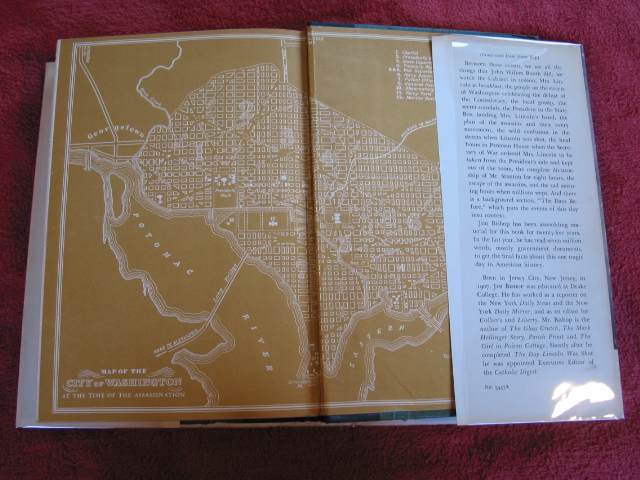 Georgetown
POTOMAC
RIVER
EASTERN
Long
MAP OF THE
CITY OF WASHINGTON
AT THE TIME OF THE ASSASSINATION
(continued from front flap)
Between these events, we see all the
things that John Wilkes Booth did; we
watch the Cabinet in session, Mrs. Lin-
coln at breakfast, the people on the streets
of Washington celebrating the defeat of
the Confederacy, the local gossip, the
secret scandals, the President in the State
Box holding Mrs. Lincoln's hand, the
plan of the assassins and their every
movement, the wild confusion in the
streets when Lincoln was shot, the final
hours in Petersen House when the Secre-
tary of War ordered Mrs. Lincoln to be
taken from the President's side and kept
out of the room, the complete dictator-
ship of Mr. Stanton for eight hours, the
escape of the assassins, and the sad morn-
ing hours when millions wept. And there
is a background section, "The Days Be-
fore," which puts the events of this day
into context.
Jim Bishop has been assembling ma-
terial for this book for twenty-five years.
In the last year, he has read seven million
words, mostly government documents,
to get the final facts about this one tragic
day in American history.
Born in Jersey City, New Jersey, in
1907, Jim Bishop was educated at Drake
College. He has worked as a reporter on
the New York Daily News and the New
York Daily Mirror, and as an editor for
Collier's and Liberty. Mr. Bishop is the
author of The Glass Crutch, The Mark
Hellinger Story, Parish Priest and The
Girl in Poison Cottage. Shortly after he
completed The Day Lincoln Was Shot
he was appointed Executive Editor of
the Catholic Digest.
No. 5457A